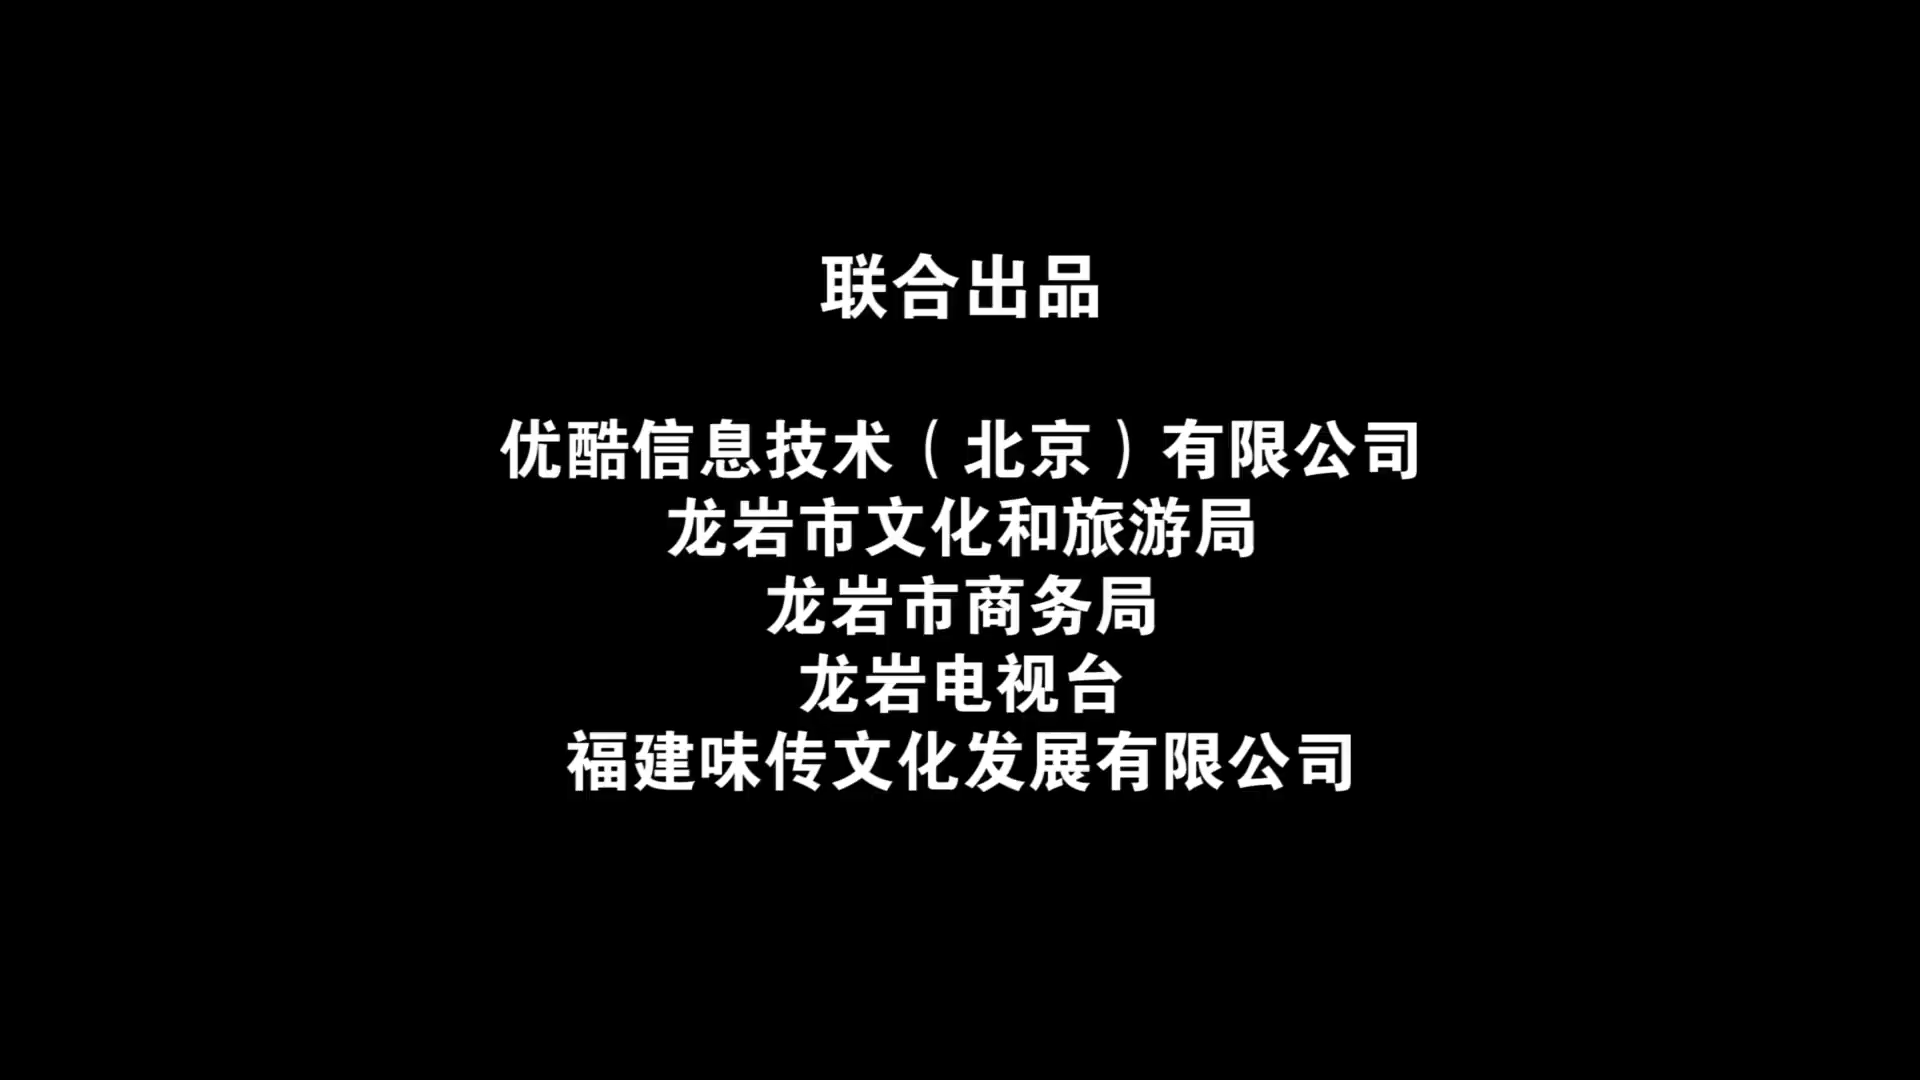 联合出品
优酷信息技术（北京）有限公司
龙岩市文化和旅游局
龙岩市商务局
龙岩电视台
福建味传文化发展有限公司